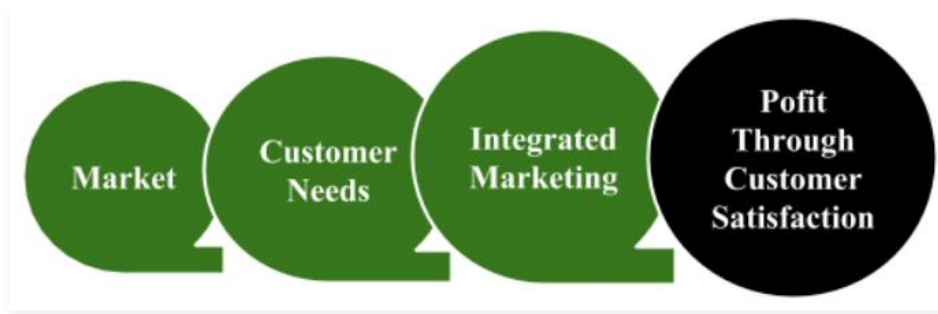 Market
Customer
Needs
Integrated
Marketing
Pofit
Through
Customer
Satisfaction